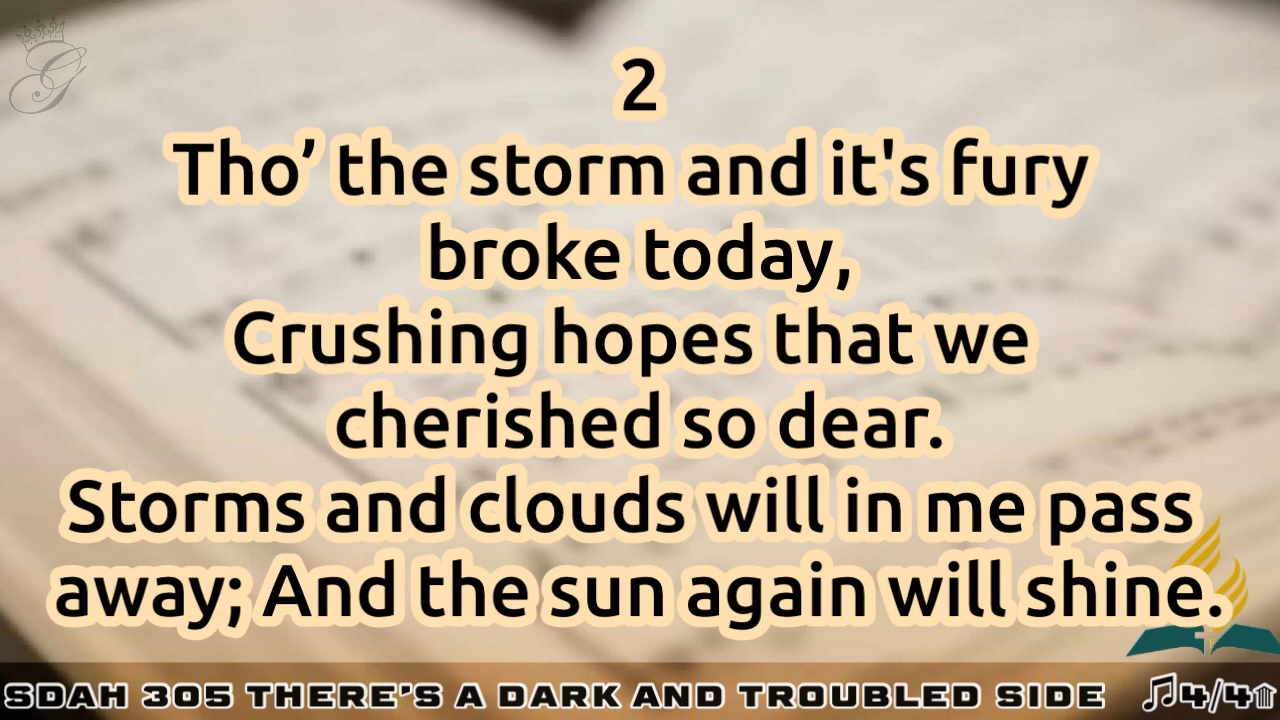 G
2
Tho’ the storm and it's fury
broke today,
Crushing hopes that we
cherished so dear.
Storms and clouds will in me pass
away; And the sun again will shine.
SDAH 305 THERE'S A DARK AND TROUBLED SIDE 4/4